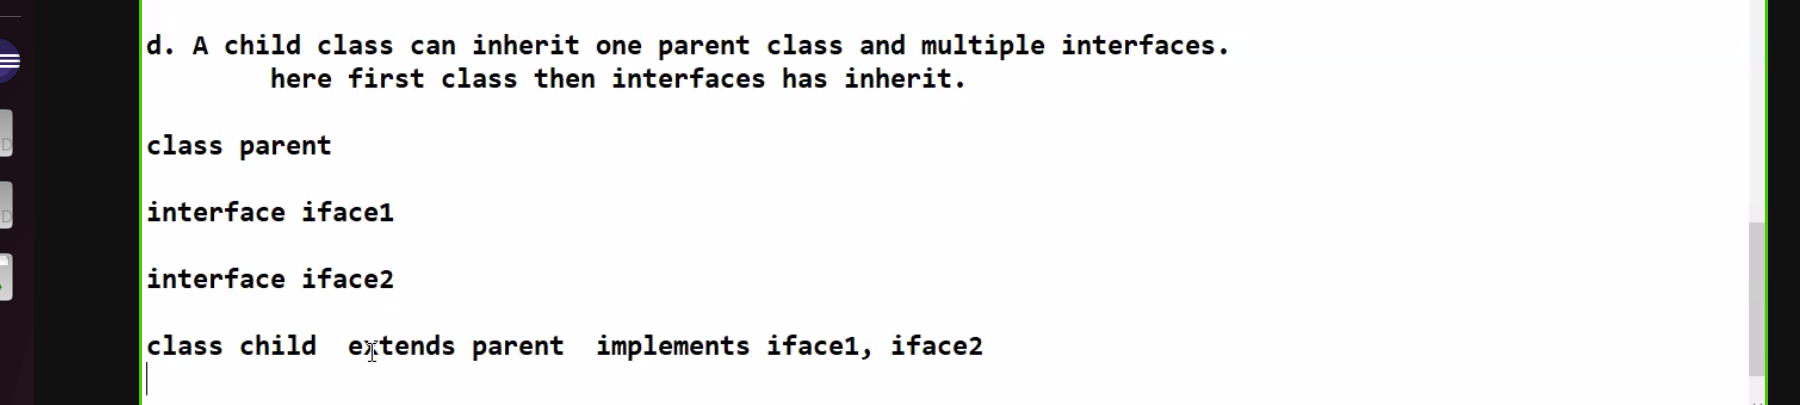 d. A child class can inherit one parent class and multiple interfaces.
here first class then interfaces has inherit.
class parent
interface iface1
interface iface2
class child  extends parent  implements iface1, iface2